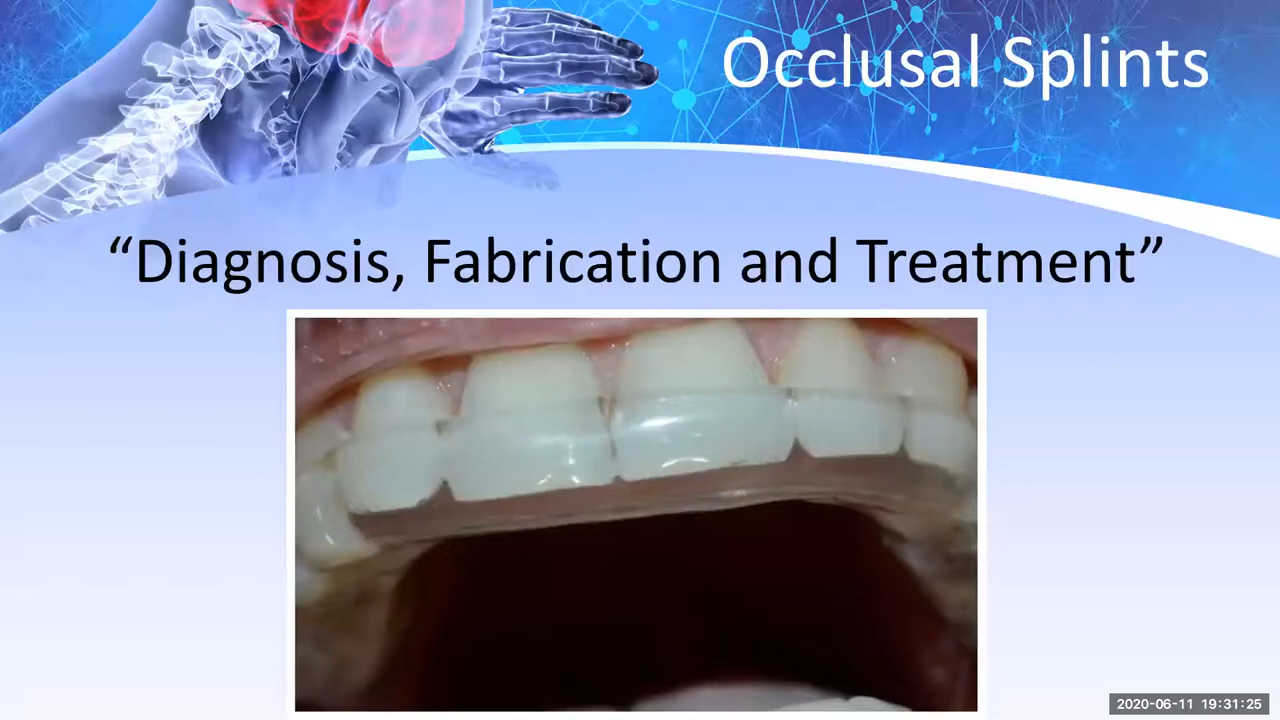 Occlusal Splints
“Diagnosis, Fabrication and Treatment”
2020-06-11 19:31:25